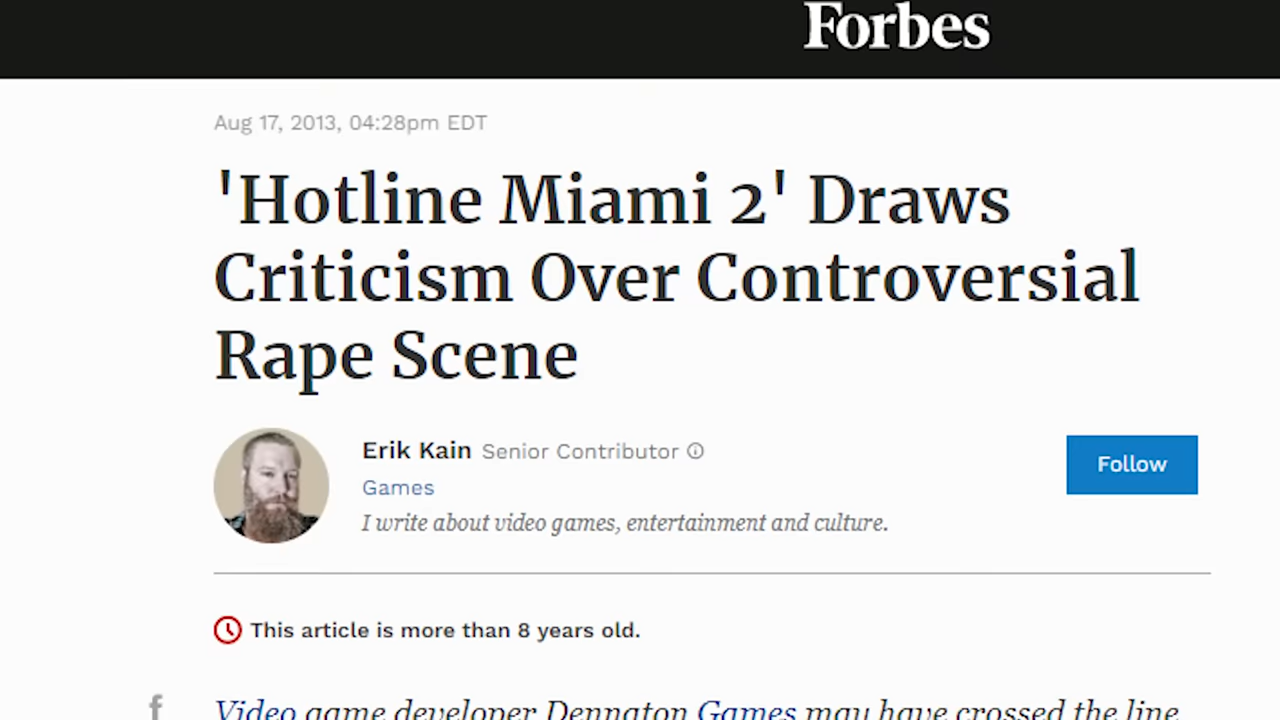 Forbes
Aug 17, 2013, 04:28pm EDT
'Hotline Miami 2' Draws
Criticism Over Controversial
Rape Scene
Erik Kain Senior Contributor
Follow
Games
I write about video games, entertainment and culture.
This article is more than 8 years old.
f
Video game developer Dennaton Games may have crossed the line